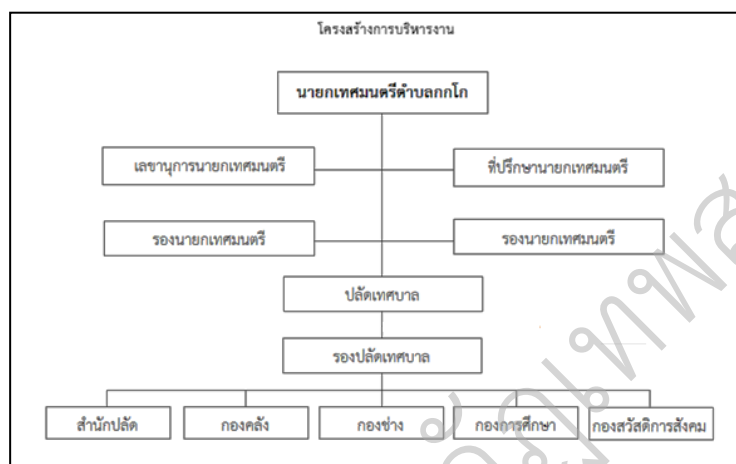 โครงสร้างการบริหารงาน
นายกเทศมนตรีตำบลกกโก
เลขานุการนายกเทศมนตรี
ที่ปรึกษานายกเทศมนตรี
รองนายกเทศมนตรี
รองนายกเทศมนตรี
ปลัดเทศบาล
รองปลัดเทศบาล
สำนักปลัด
กองคลัง
กองช่าง
กองการศึกษา
กองสวัสดิการสังคม